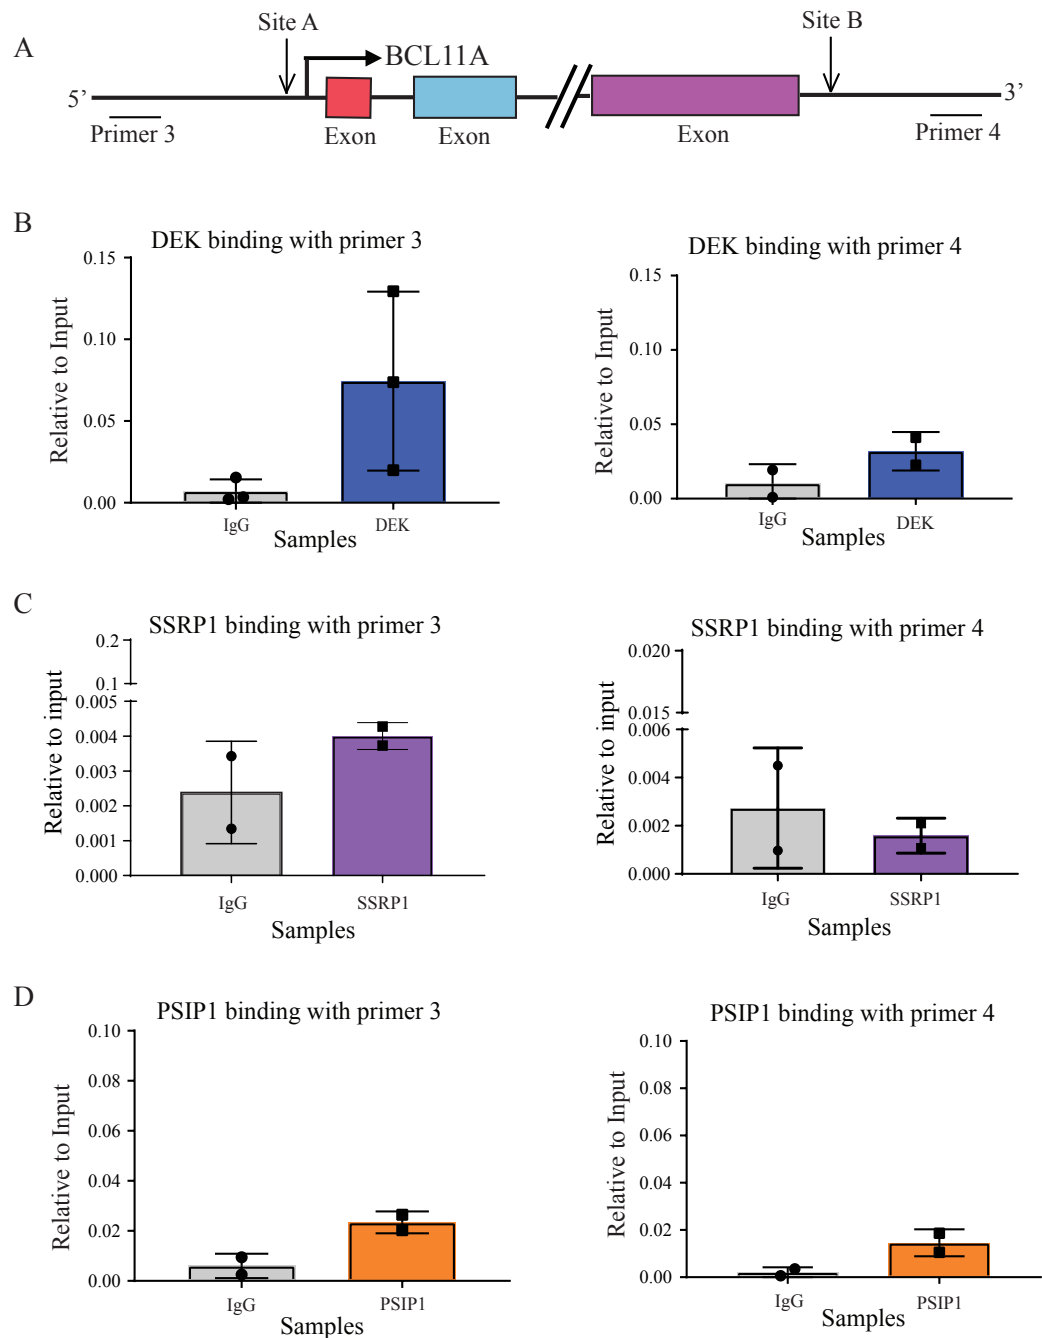 A
Site A
Site B
BCL11A
5’
3’
Primer 3
Exon
Exon
Exon
Primer 4
B
DEK binding with primer 3
Relative to Input
0.15
0.10
0.05
0.00
IgG
DEK
Samples
DEK binding with primer 4
Relative to Input
0.15
0.10
0.05
0.00
IgG
DEK
Samples
C
SSRP1 binding with primer 3
Relative to input
0.2
0.1
0.005
0.004
0.003
0.002
0.001
0.000
IgG
SSRP1
Samples
SSRP1 binding with primer 4
Relative to input
0.020
0.015
0.006
0.004
0.002
0.000
IgG
SSRP1
Samples
D
PSIP1 binding with primer 3
Relative to Input
0.10
0.08
0.06
0.04
0.02
0.00
IgG
PSIP1
Samples
PSIP1 binding with primer 4
Relative to Input
0.10
0.08
0.06
0.04
0.02
0.00
IgG
PSIP1
Samples